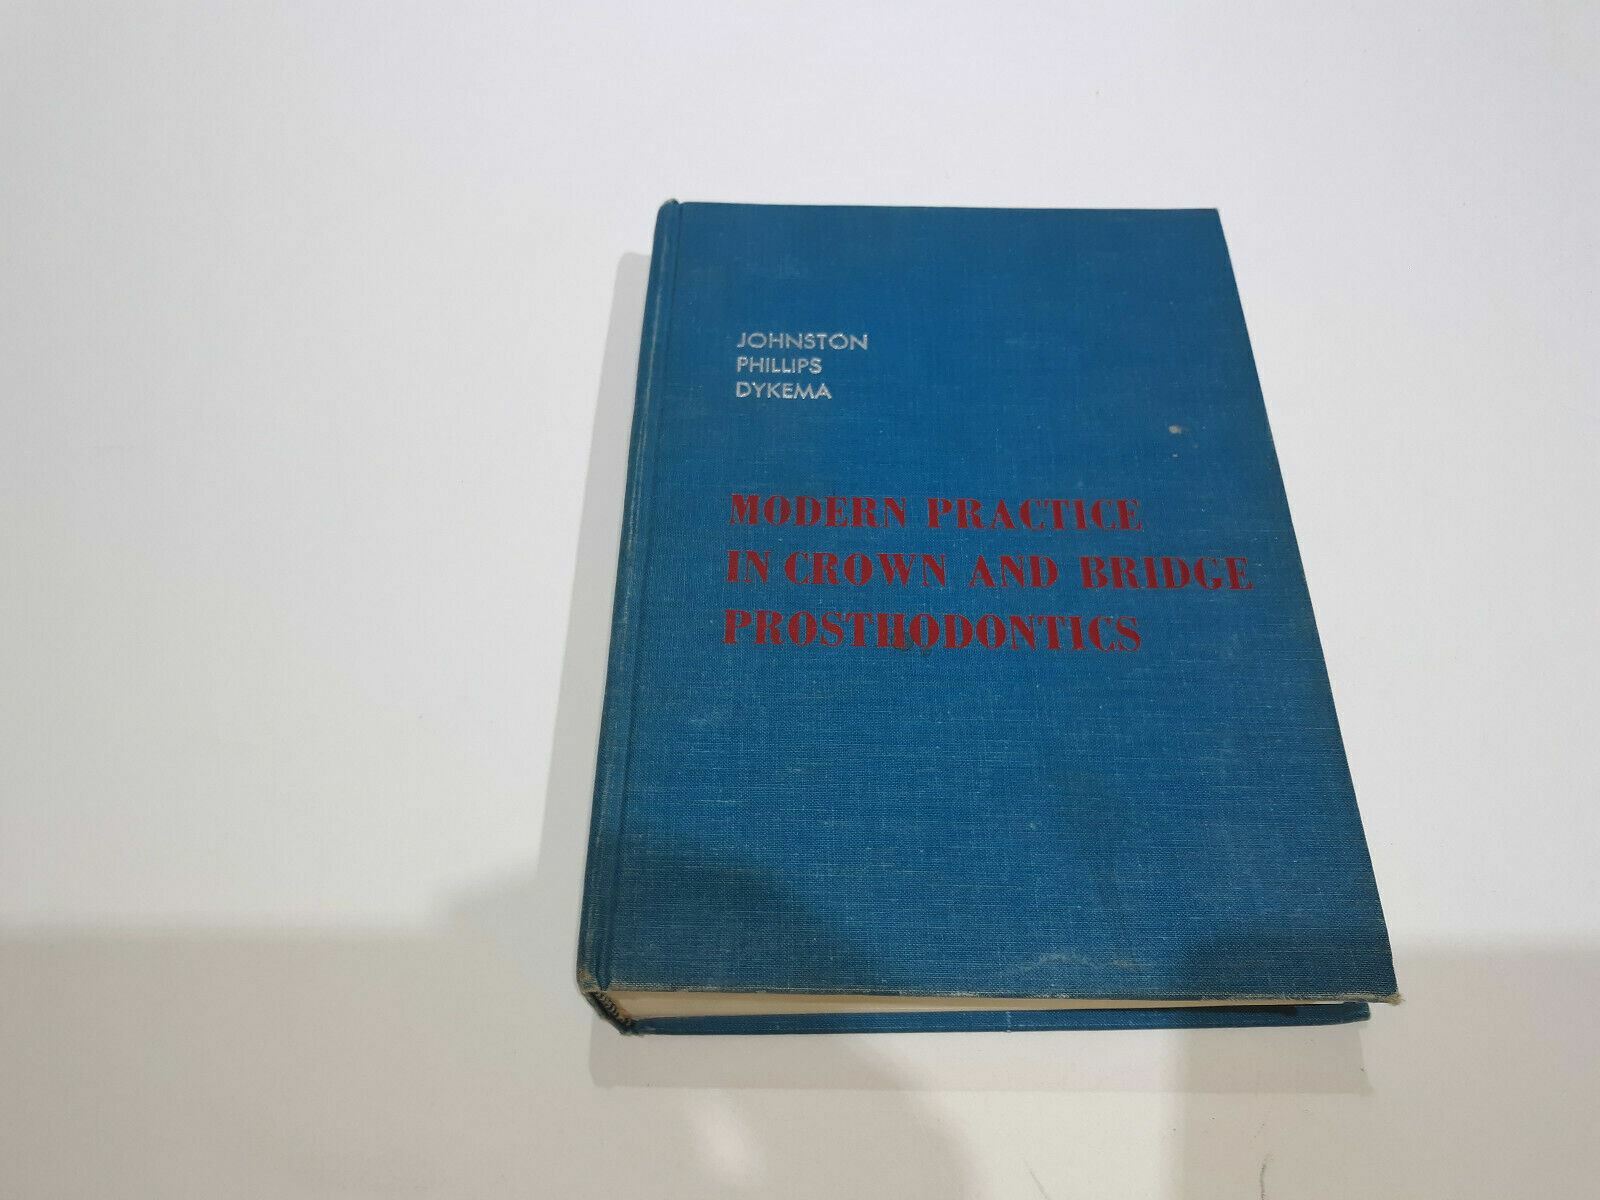 JOHNSTON
PHILLIPS
DYKEMA
MODERN PRACTICE
IN CROWN AND BRIDGE
PROSTHODONTICS